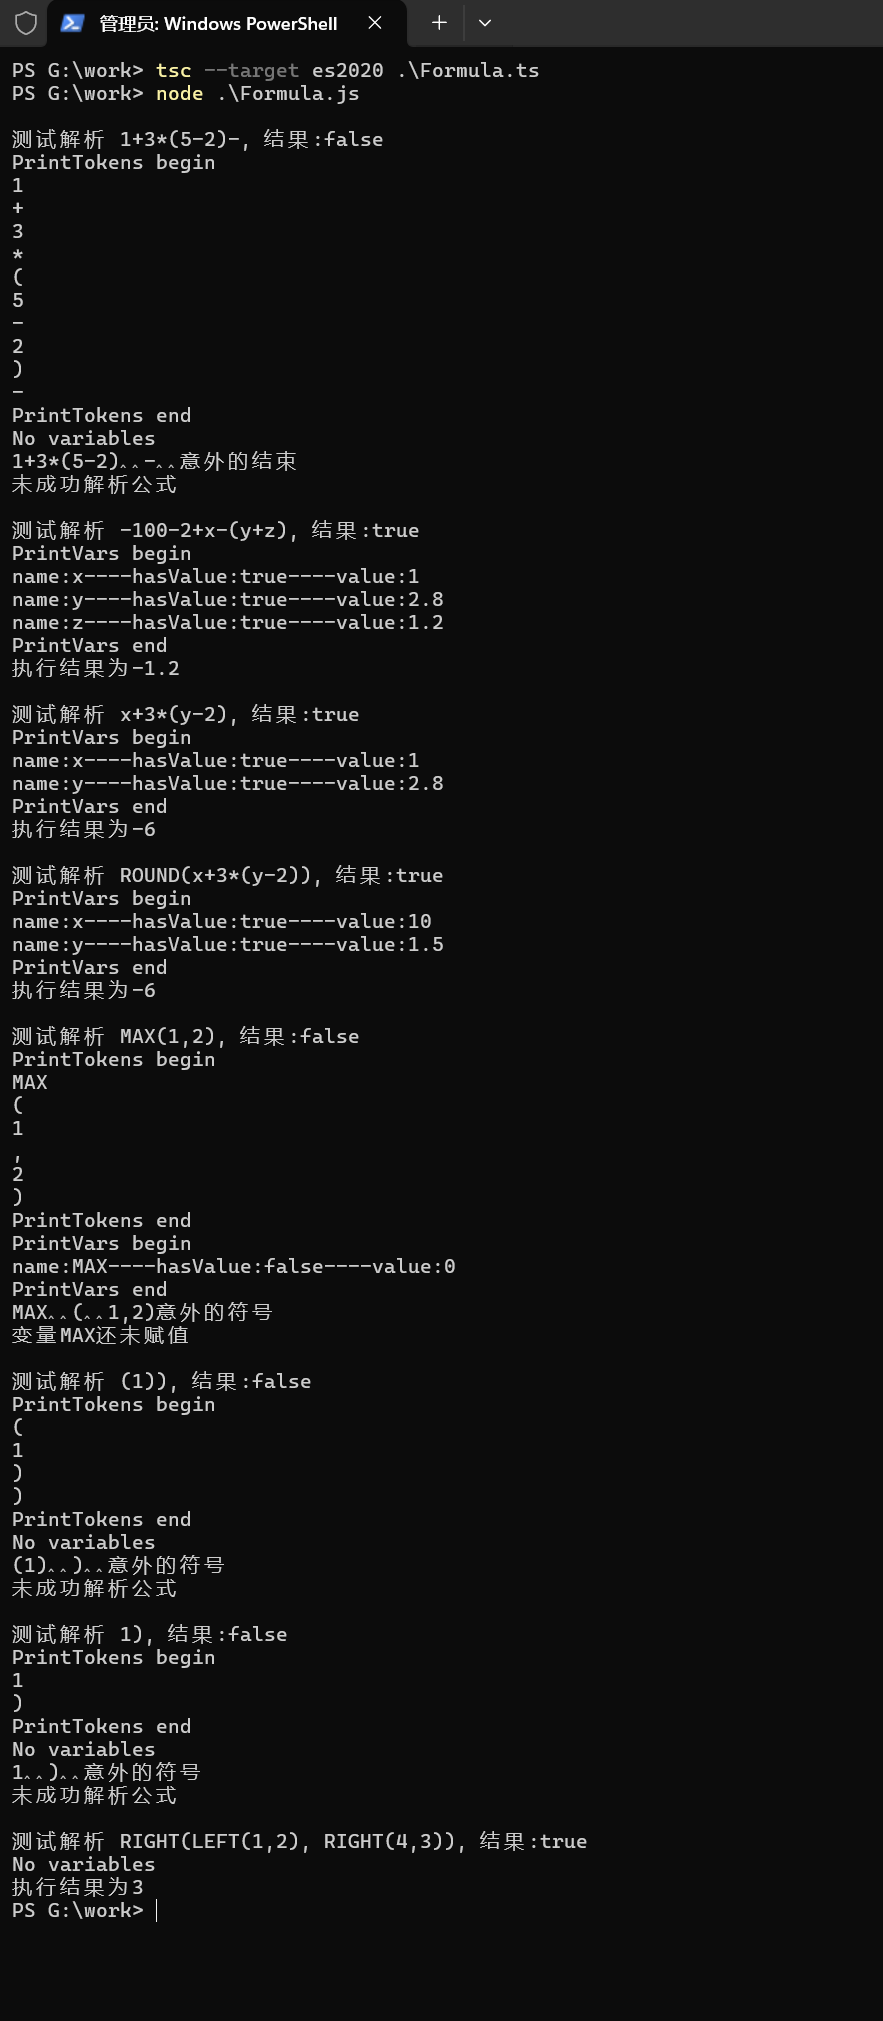 管理员: Windows PowerShell
PS G:\work> tsc --target es2020 .\Formula.ts
PS G:\work> node .\Formula.js
测试解析 1+3*(5-2)-, 结果:false
PrintTokens begin
1
+
3
*
(
5
-
2
)
-
PrintTokens end
No variables
1+3*(5-2)^^-^^意外的结束
未成功解析公式
测试解析 -100-2+x-(y+z), 结果:true
PrintVars begin
name:x----hasValue:true----value:1
name:y----hasValue:true----value:2.8
name:z----hasValue:true----value:1.2
PrintVars end
执行结果为-1.2
测试解析 x+3*(y-2), 结果:true
PrintVars begin
name:x----hasValue:true----value:1
name:y----hasValue:true----value:2.8
PrintVars end
执行结果为-6
测试解析 ROUND(x+3*(y-2)), 结果:true
PrintVars begin
name:x----hasValue:true----value:10
name:y----hasValue:true----value:1.5
PrintVars end
执行结果为-6
测试解析 MAX(1,2), 结果:false
PrintTokens begin
MAX
(
1
,
2
)
PrintTokens end
PrintVars begin
name:MAX----hasValue:false----value:0
PrintVars end
MAX^^(^^1,2)意外的符号
变量MAX还未赋值
测试解析 (1)), 结果:false
PrintTokens begin
(
1
)
)
PrintTokens end
No variables
(1)^^)^^意外的符号
未成功解析公式
测试解析 1), 结果:false
PrintTokens begin
1
)
PrintTokens end
No variables
1^^)^^意外的符号
未成功解析公式
测试解析 RIGHT(LEFT(1,2), RIGHT(4,3)), 结果:true
No variables
执行结果为3
PS G:\work>